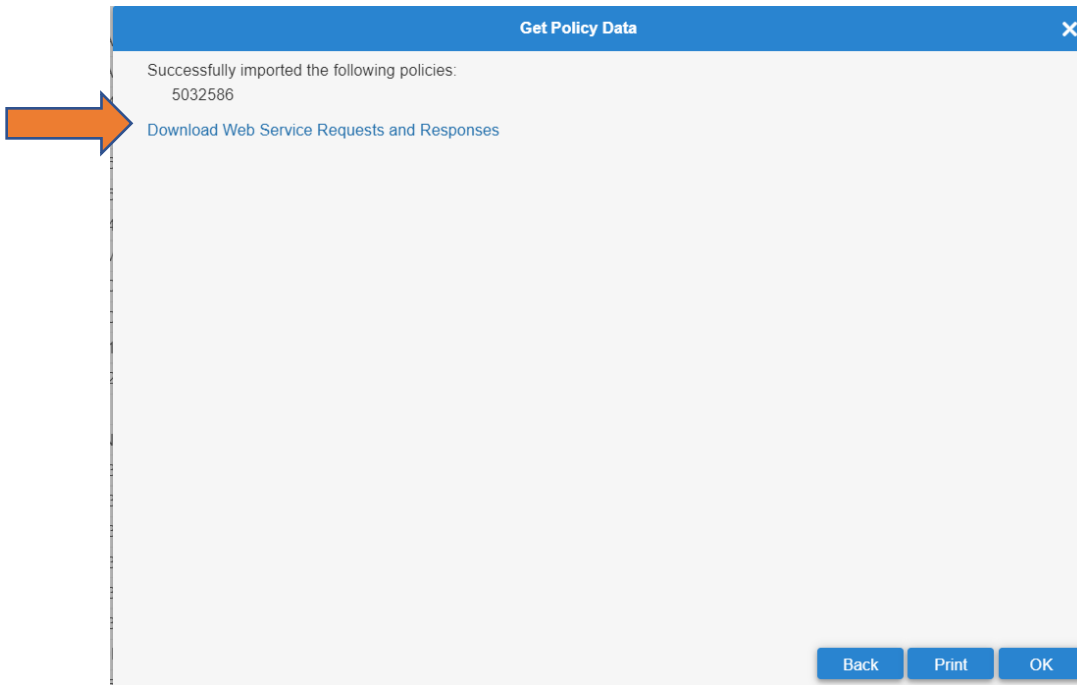 Get Policy Data
Successfully imported the following policies:
5032586
Download Web Service Requests and Responses
Back Print OK